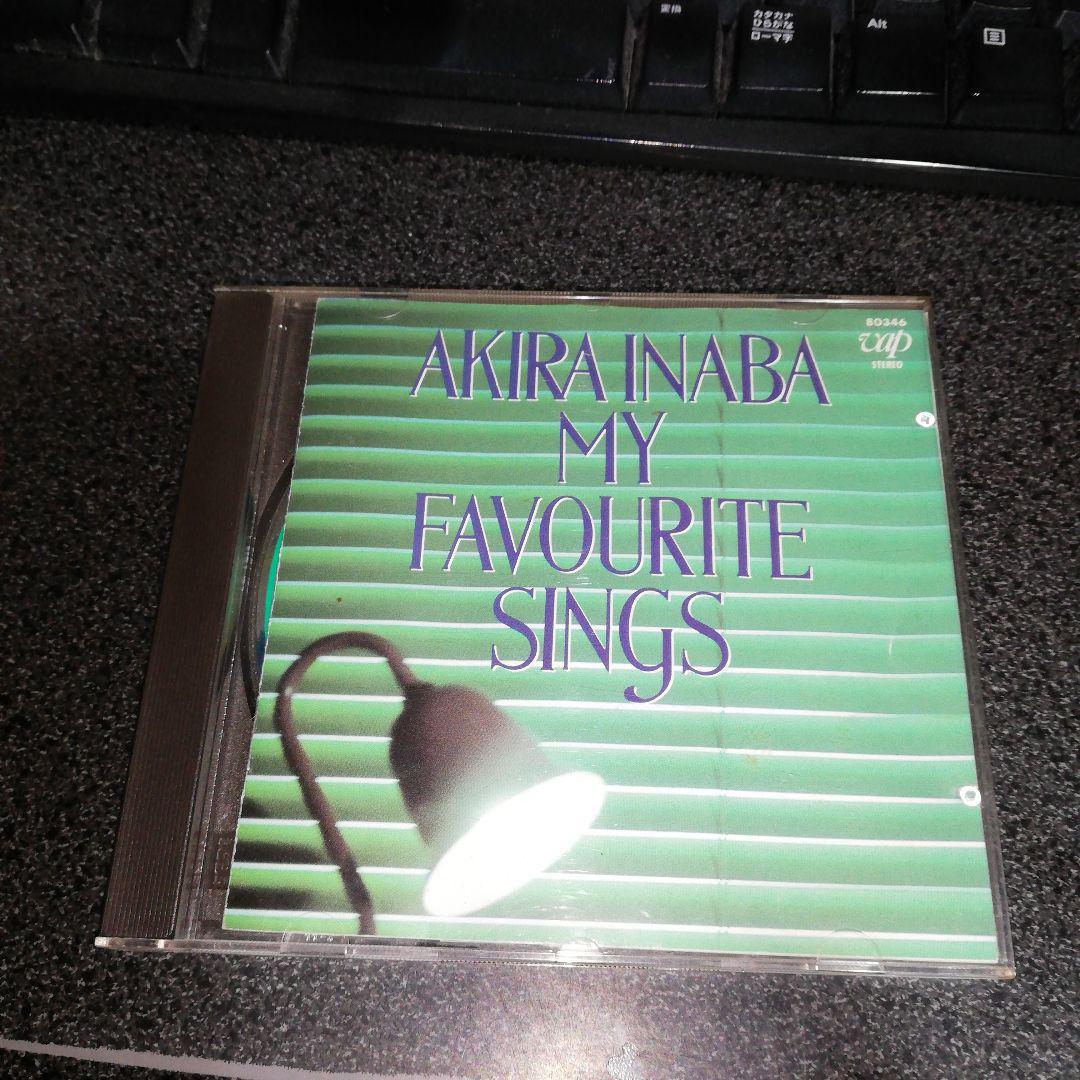 変換
カタカナ
ひらがな
ローマ字
Alt
80346
vap
STEREO
AKIRA INABA
MY
FAVOURITE
SINGS